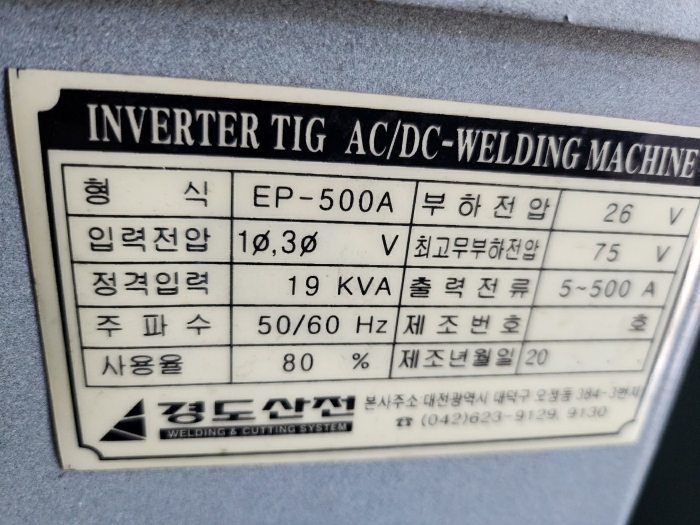 INVERTER TIG AC/DC-WELDING MACHINE
형 식 EP-500A 부 하 전 압 26 V
입력전압 1ø,3ø V 최고무부하전압 75 V
정격입력 19 KVA 출 력 전 류 5~500 A
주 파 수 50/60 Hz 제 조 번 호 호
사용율 80 % 제조년월일 20
경도산전 본사주소 대전광역시 대덕구 오정동 384-3번지
WELDING & CUTTING SYSTEM ☎ (042)623-9129, 9130